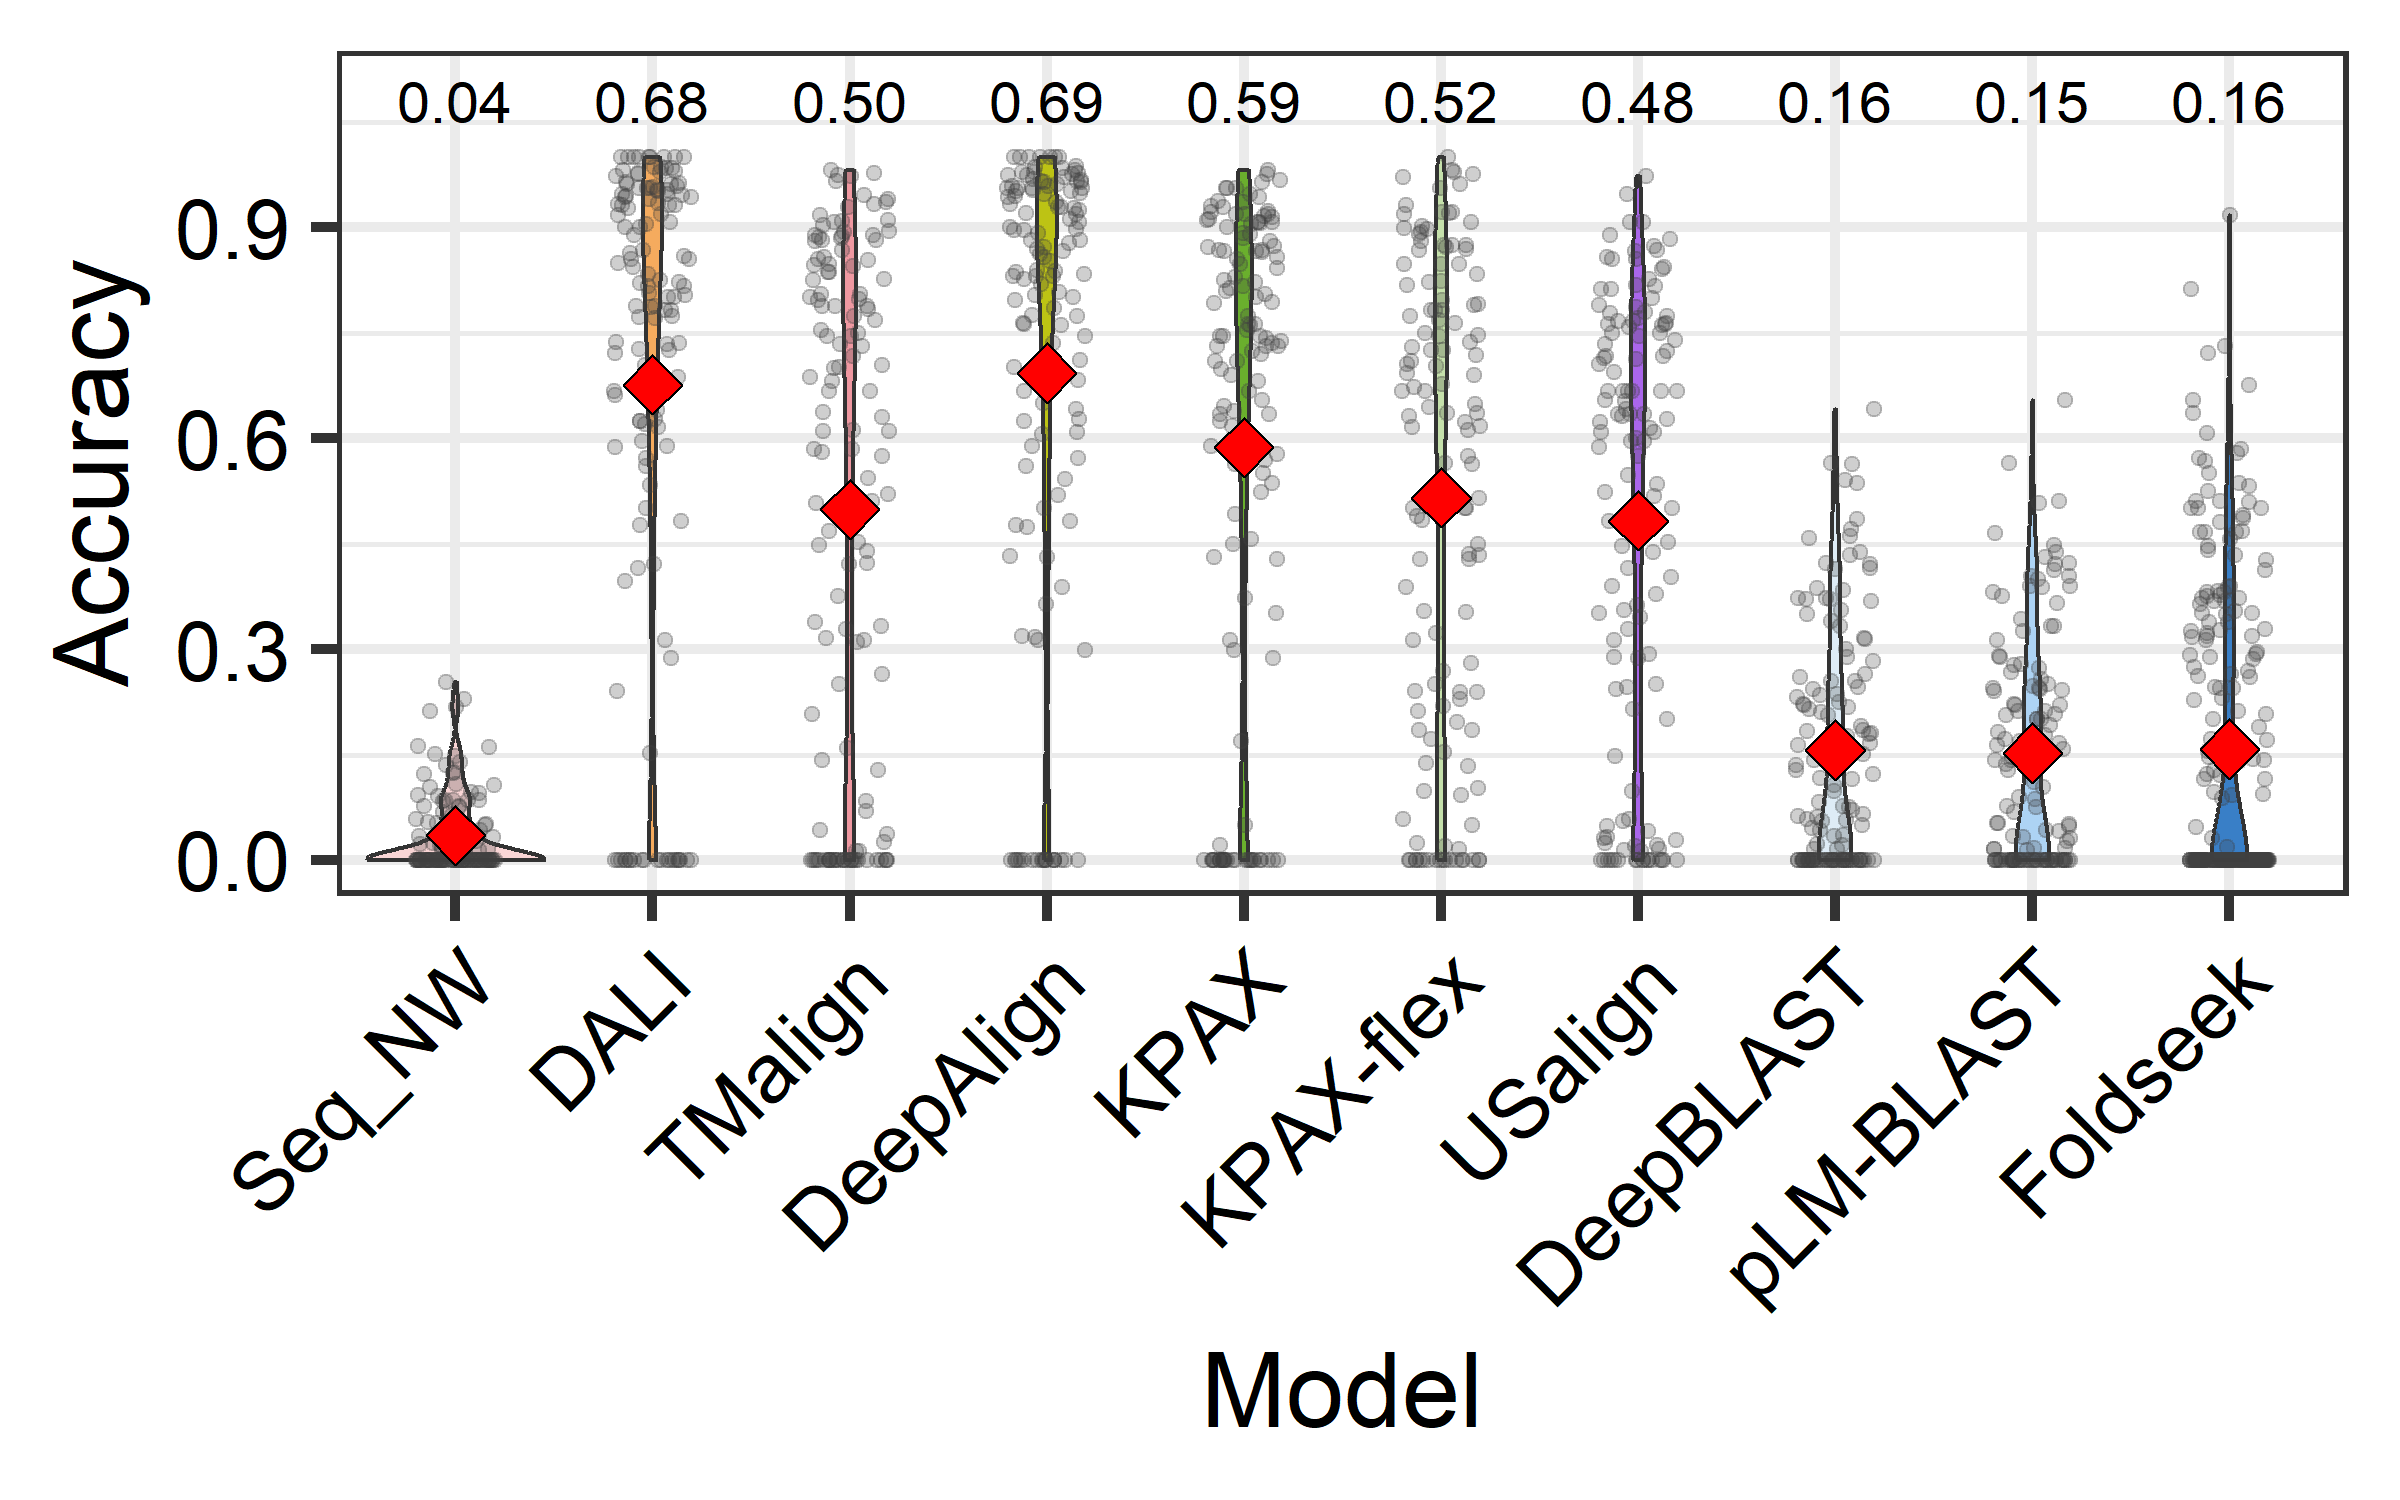 0.04 0.68 0.50 0.69 0.59 0.52 0.48 0.16 0.15 0.16
Accuracy
0.9
0.6
0.3
0.0
Seq_NW DALI TMalign DeepAlign KPAX KPAX-flex USalign DeepBLAST pLM-BLAST Foldseek
Model